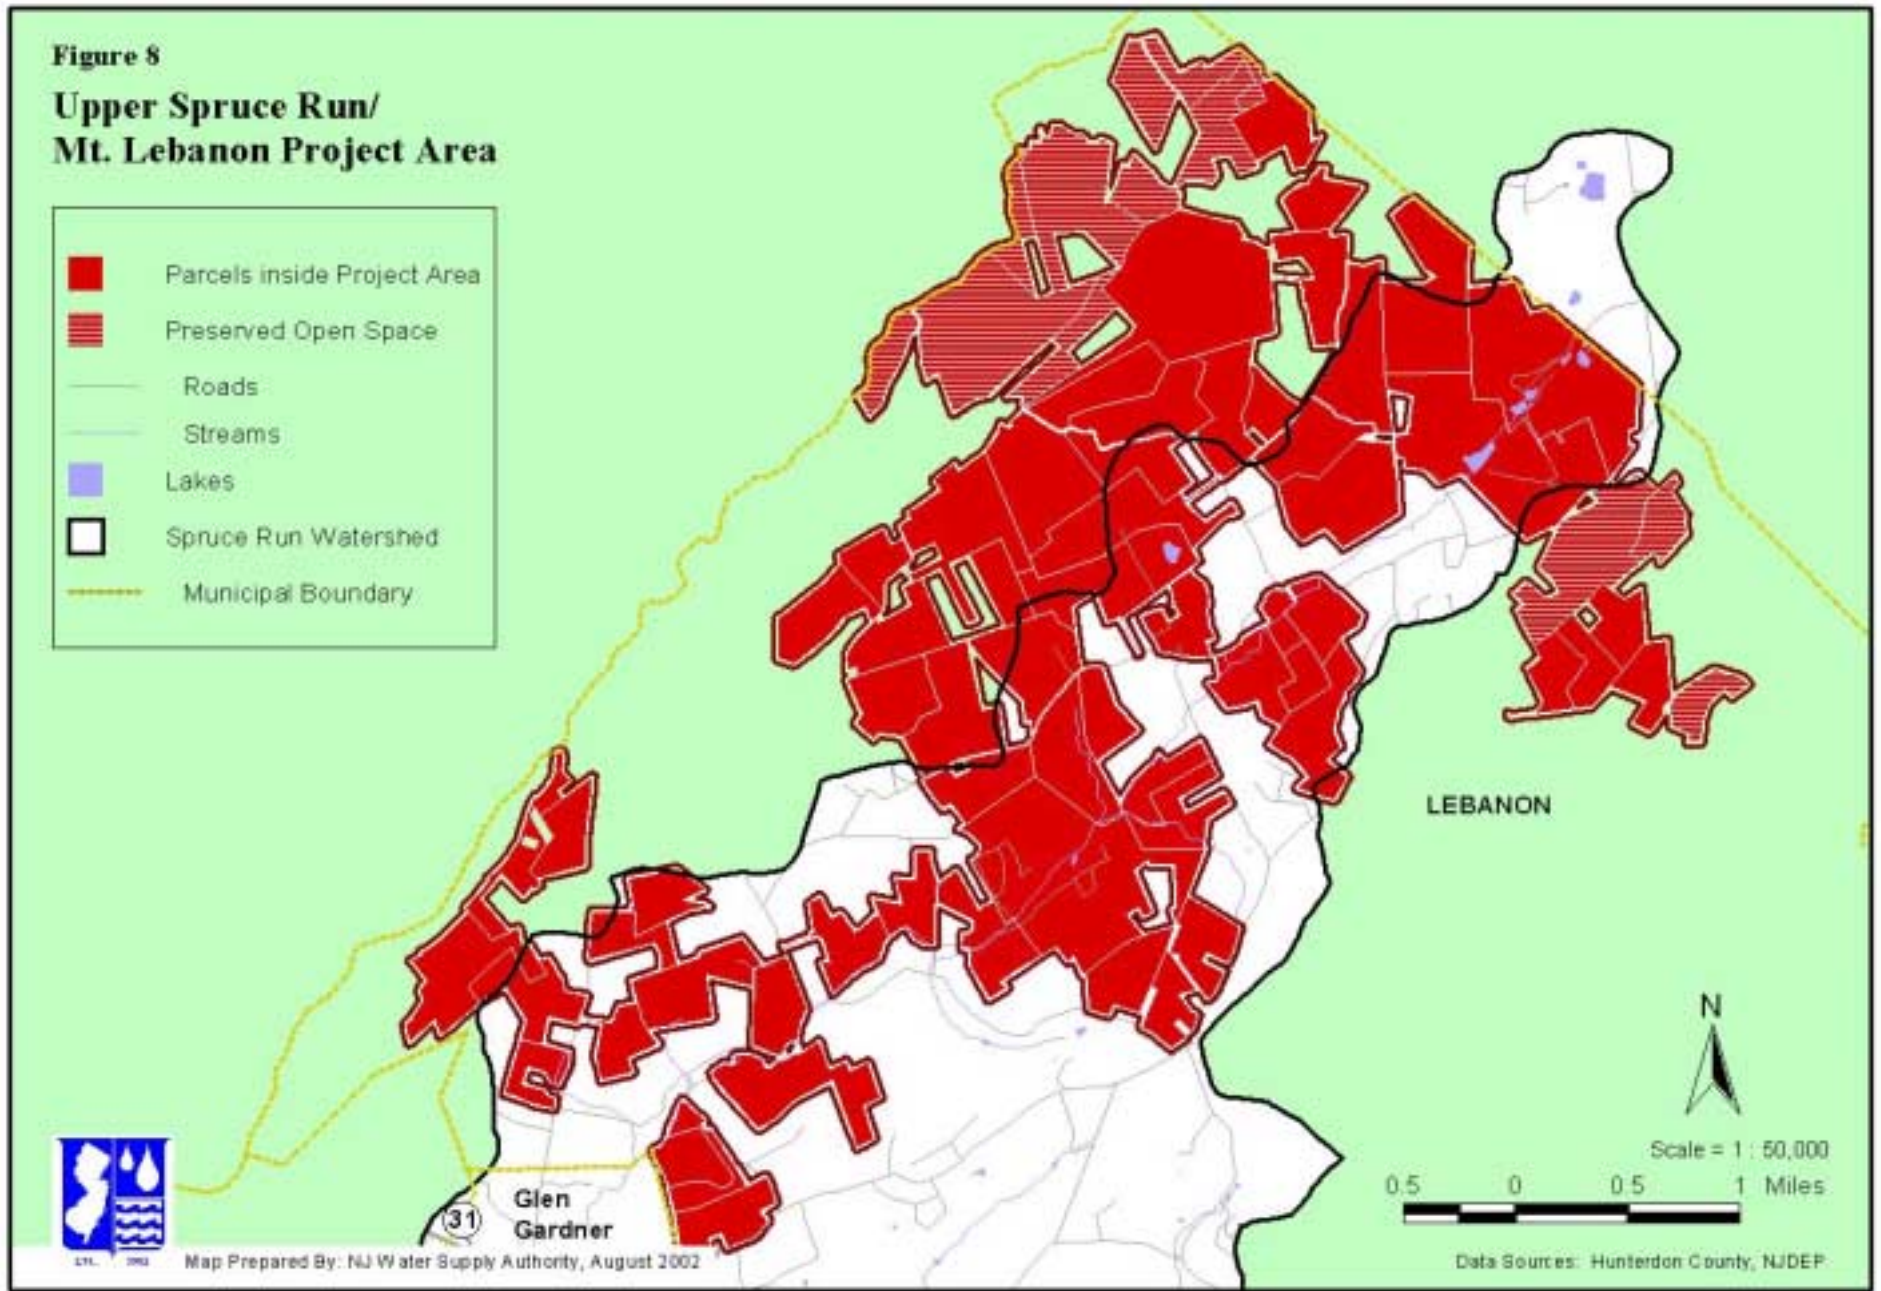 Figure 8
Upper Spruce Run/
Mt. Lebanon Project Area
Parcels inside Project Area
Preserved Open Space
Roads
Streams
Lakes
Spruce Run Watershed
Municipal Boundary
LEBANON
N
Scale = 1 : 50,000
0.5 0 0.5 1 Miles
Glen
Gardner
31
Map Prepared By: NJ Water Supply Authority, August 2002
Data Sources: Hunterdon County, NJDEP